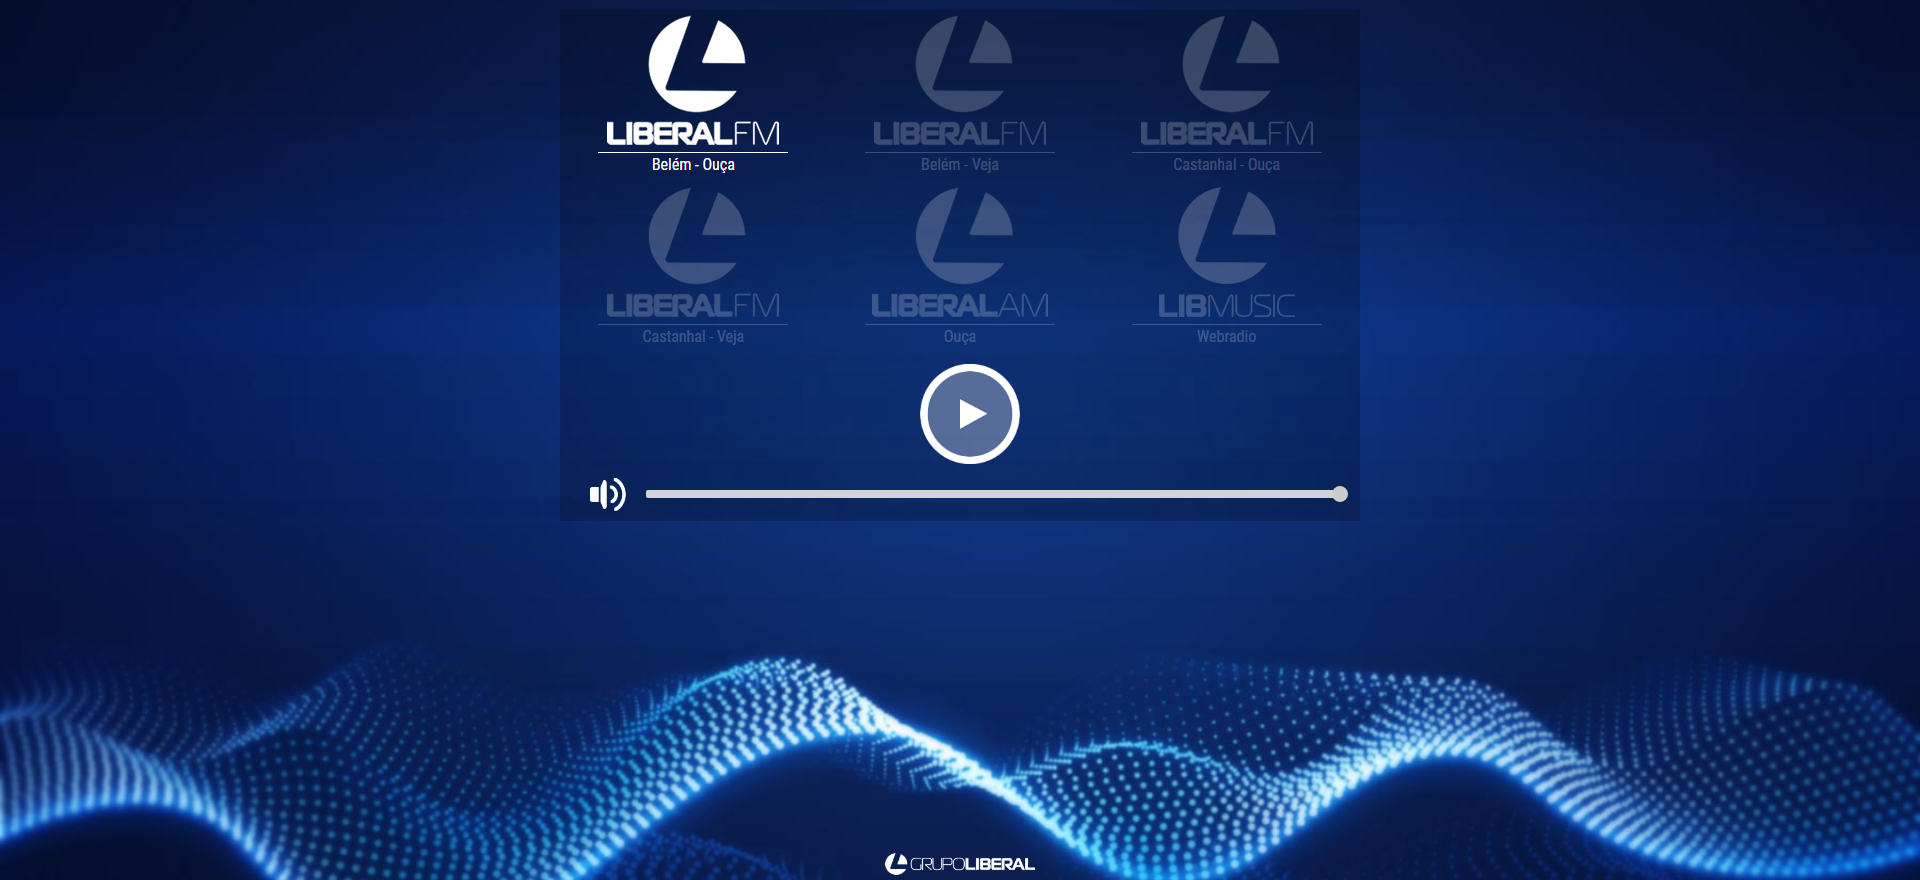 LIBERALFM
Belém - Ouça
LIBERALFM
Belém - Veja
LIBERALFM
Castanhal - Ouça
LIBERALFM
Castanhal - Veja
LIBERALAM
Ouça
LIBMUSIC
Webradio
GRUPOLIBERAL